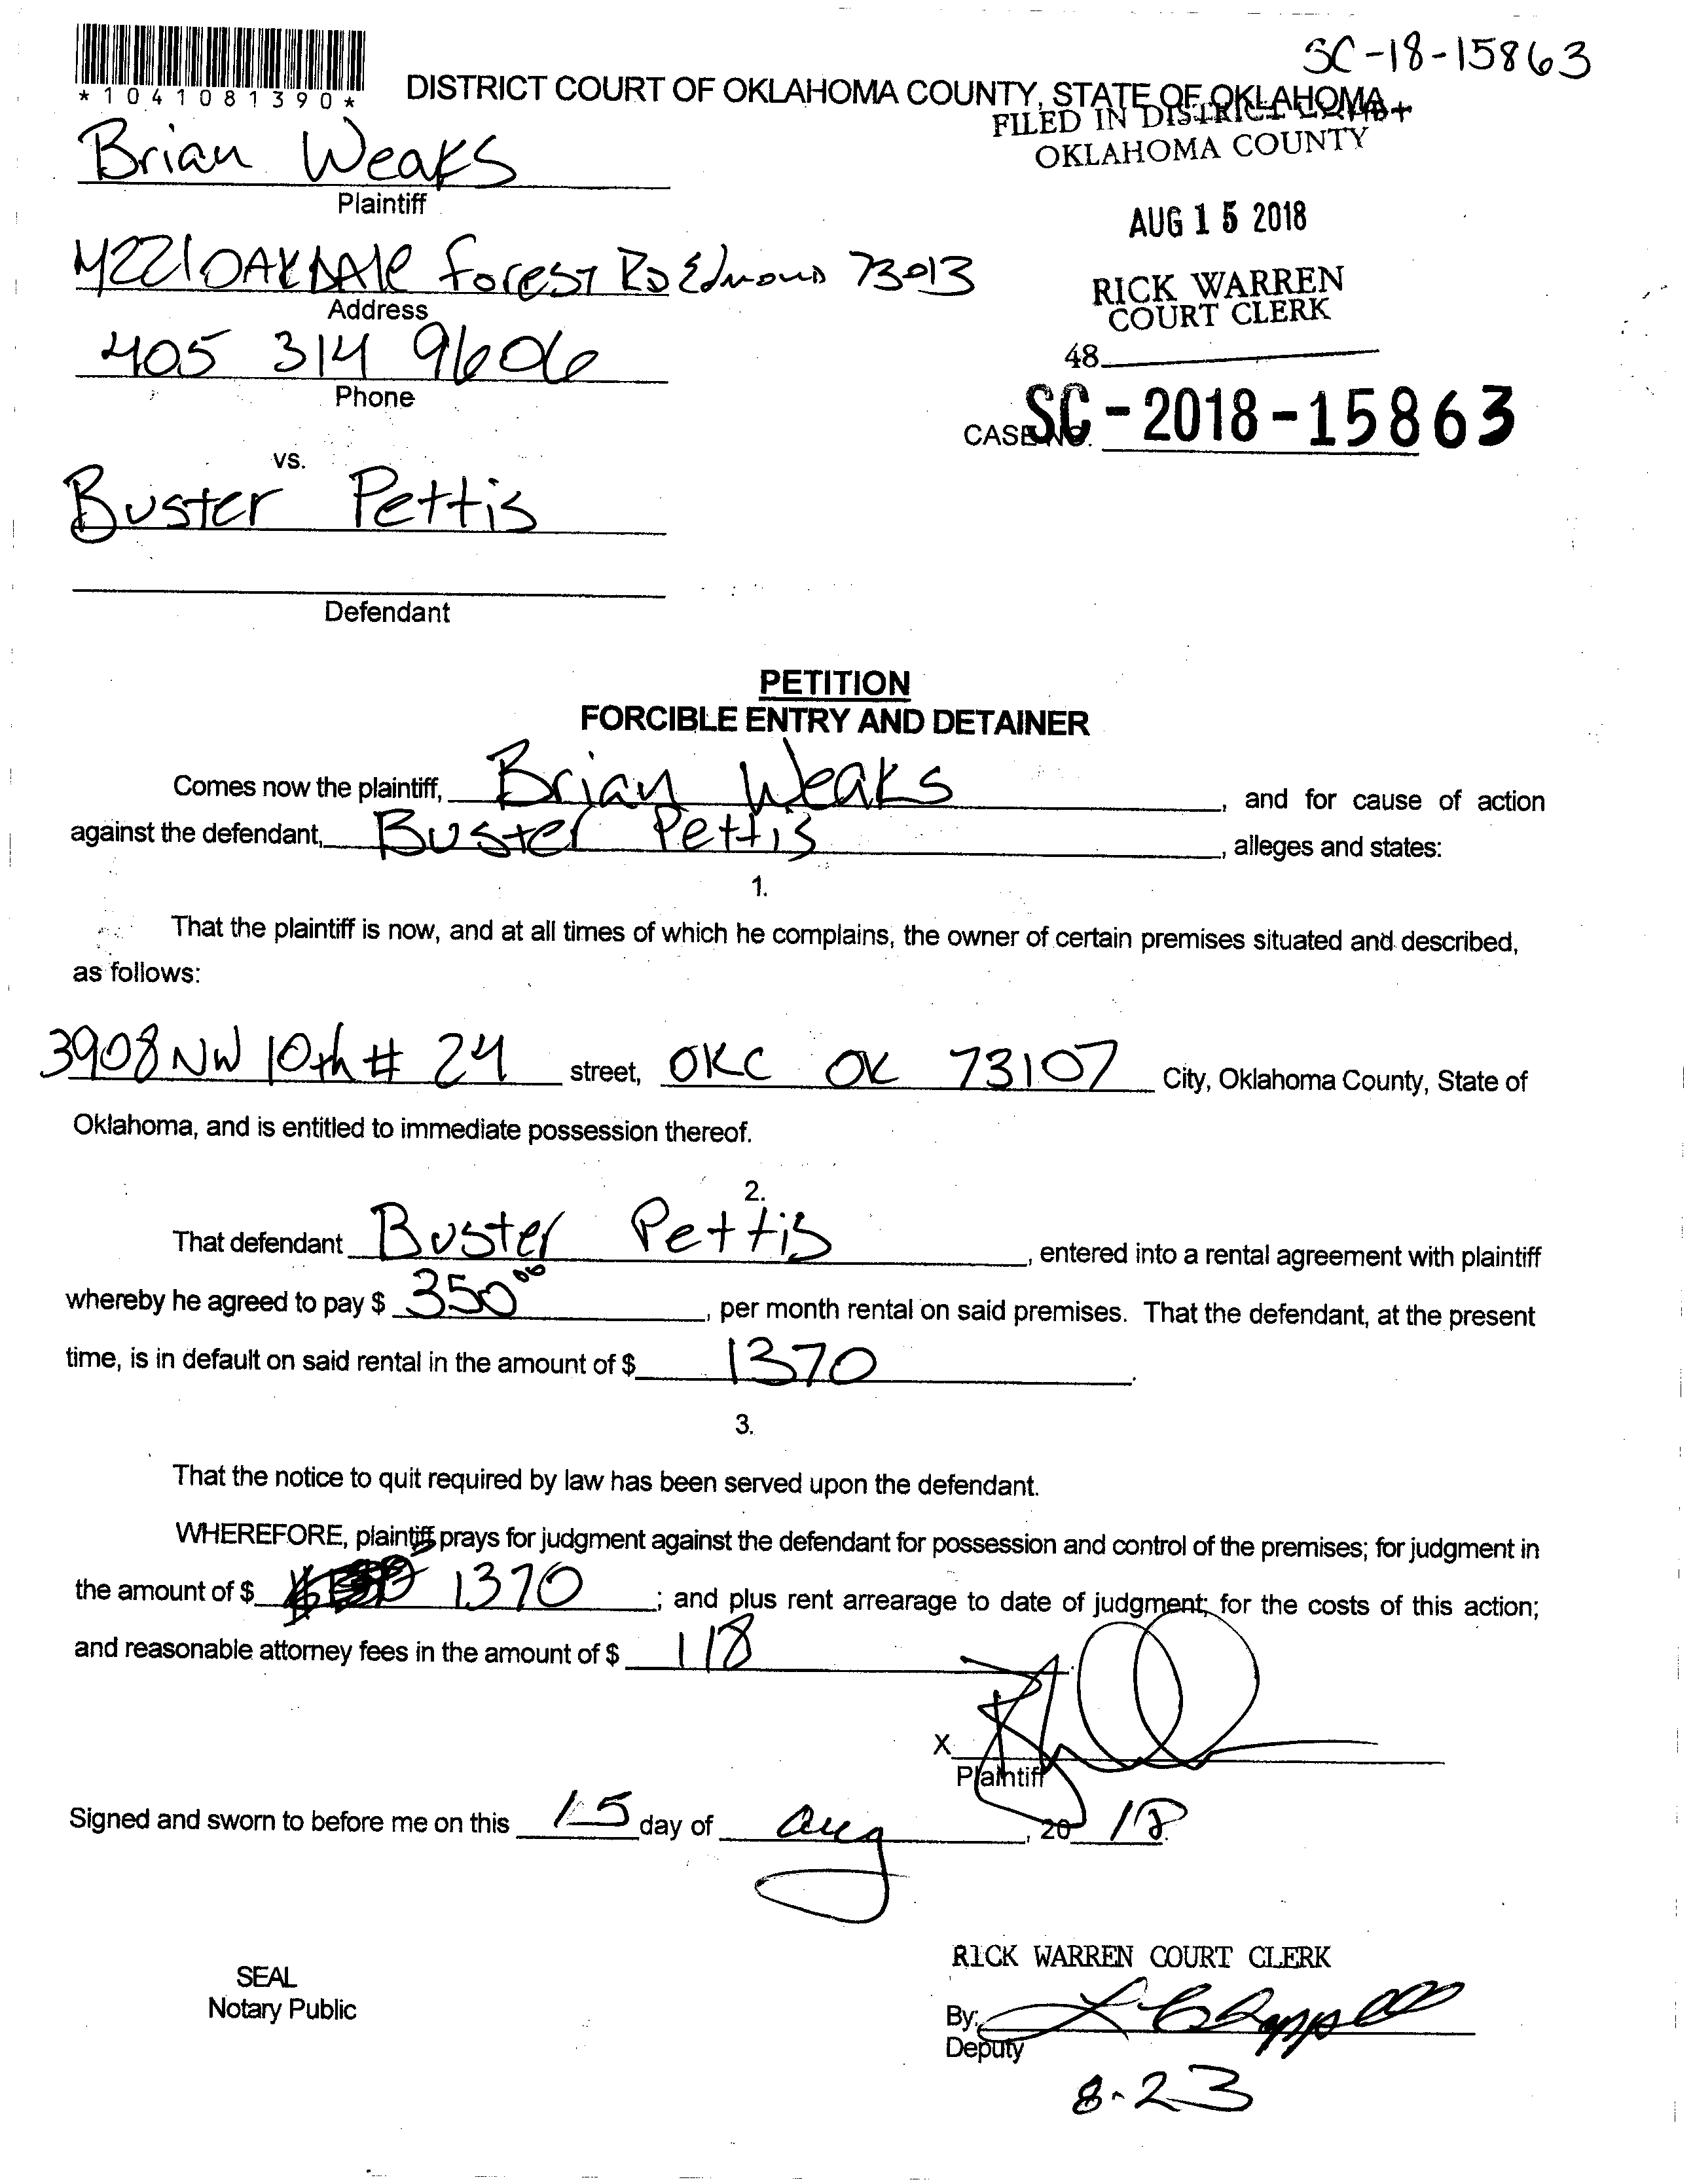 SC-18-15863
*1041081390*
DISTRICT COURT OF OKLAHOMA COUNTY, STATE OF OKLAHOMA
FILED IN DISTRICT COURT
OKLAHOMA COUNTY
Brian Weaks
Plaintiff
AUG 15 2018
4221 OAKDALE Forest RD Edmond 73013
Address
RICK WARREN
COURT CLERK
405 314 9606
Phone
48
CASE NO. SC-2018-15863
vs.
Buster Pettis
Defendant
PETITION
FORCIBLE ENTRY AND DETAINER
Comes now the plaintiff, Brian Weaks, and for cause of action
against the defendant, Buster Pettis, alleges and states:
1.
That the plaintiff is now, and at all times of which he complains, the owner of certain premises situated and described,
as follows:
3908 NW 10th # 24 street, OKC OK 73107 City, Oklahoma County, State of
Oklahoma, and is entitled to immediate possession thereof.
2.
That defendant Buster Pettis, entered into a rental agreement with plaintiff
whereby he agreed to pay $ 350 00, per month rental on said premises. That the defendant, at the present
time, is in default on said rental in the amount of $ 1370.
3.
That the notice to quit required by law has been served upon the defendant.
WHEREFORE, plaintiff prays for judgment against the defendant for possession and control of the premises; for judgment in
the amount of $ 1370; and plus rent arrearage to date of judgment; for the costs of this action;
and reasonable attorney fees in the amount of $ 118.
X
Plaintiff
Signed and sworn to before me on this 15 day of Aug, 20 18.
RICK WARREN COURT CLERK
SEAL
Notary Public
By:
Deputy
8-23